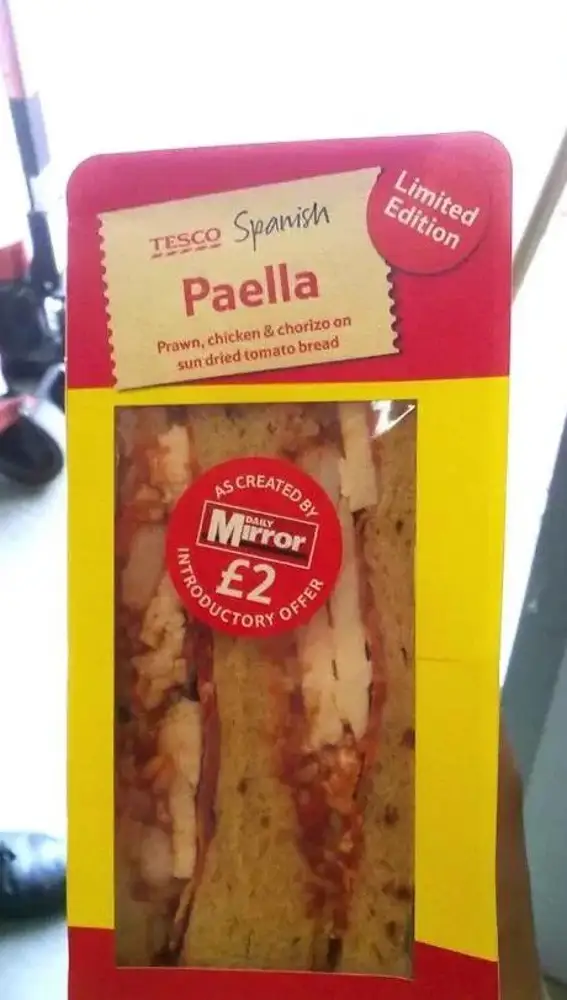 Limited
Edition
TESCO Spanish
Paella
Prawn, chicken & chorizo on
sun dried tomato bread
AS CREATED BY
DAILY
Mirror
£2
INTRODUCTORY OFFER